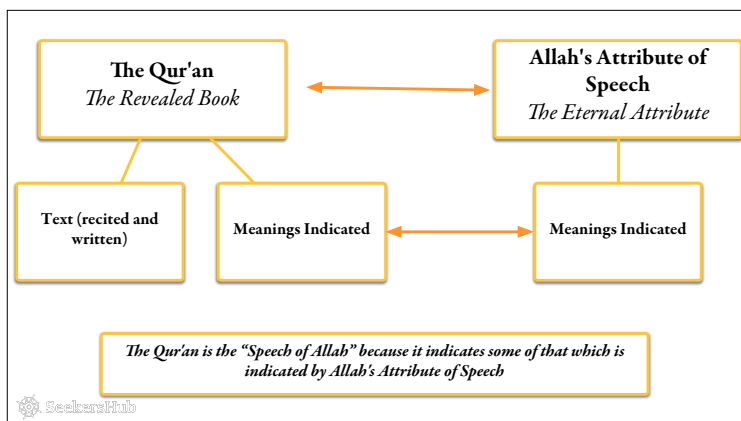 The Qur'an
The Revealed Book
Allah's Attribute of
Speech
The Eternal Attribute
Text (recited and
written)
Meanings Indicated
Meanings Indicated
The Qur'an is the “Speech of Allah” because it indicates some of that which is
indicated by Allah's Attribute of Speech
SeekersHub